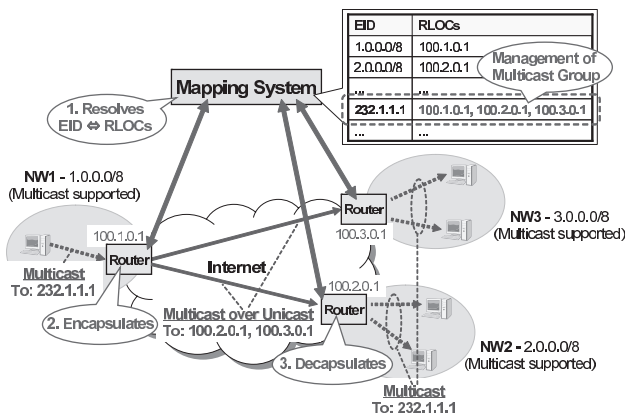 EID RLOCs
1.0.0.0/8 100.1.0.1
2.0.0.0/8 100.2.0.1
... ...
232.1.1.1 100.1.0.1, 100.2.0.1, 100.3.0.1
... ...
Management of
Multicast Group
Mapping System
1. Resolves
EID ⇔ RLOCs
NW1 - 1.0.0.0/8
(Multicast supported)
100.1.0.1
Router
Multicast
To: 232.1.1.1
2. Encapsulates
Internet
Multicast over Unicast
To: 100.2.0.1, 100.3.0.1
Router
100.3.0.1
NW3 - 3.0.0.0/8
(Multicast supported)
100.2.0.1
Router
3. Decapsulates
NW2 - 2.0.0.0/8
(Multicast supported)
Multicast
To: 232.1.1.1